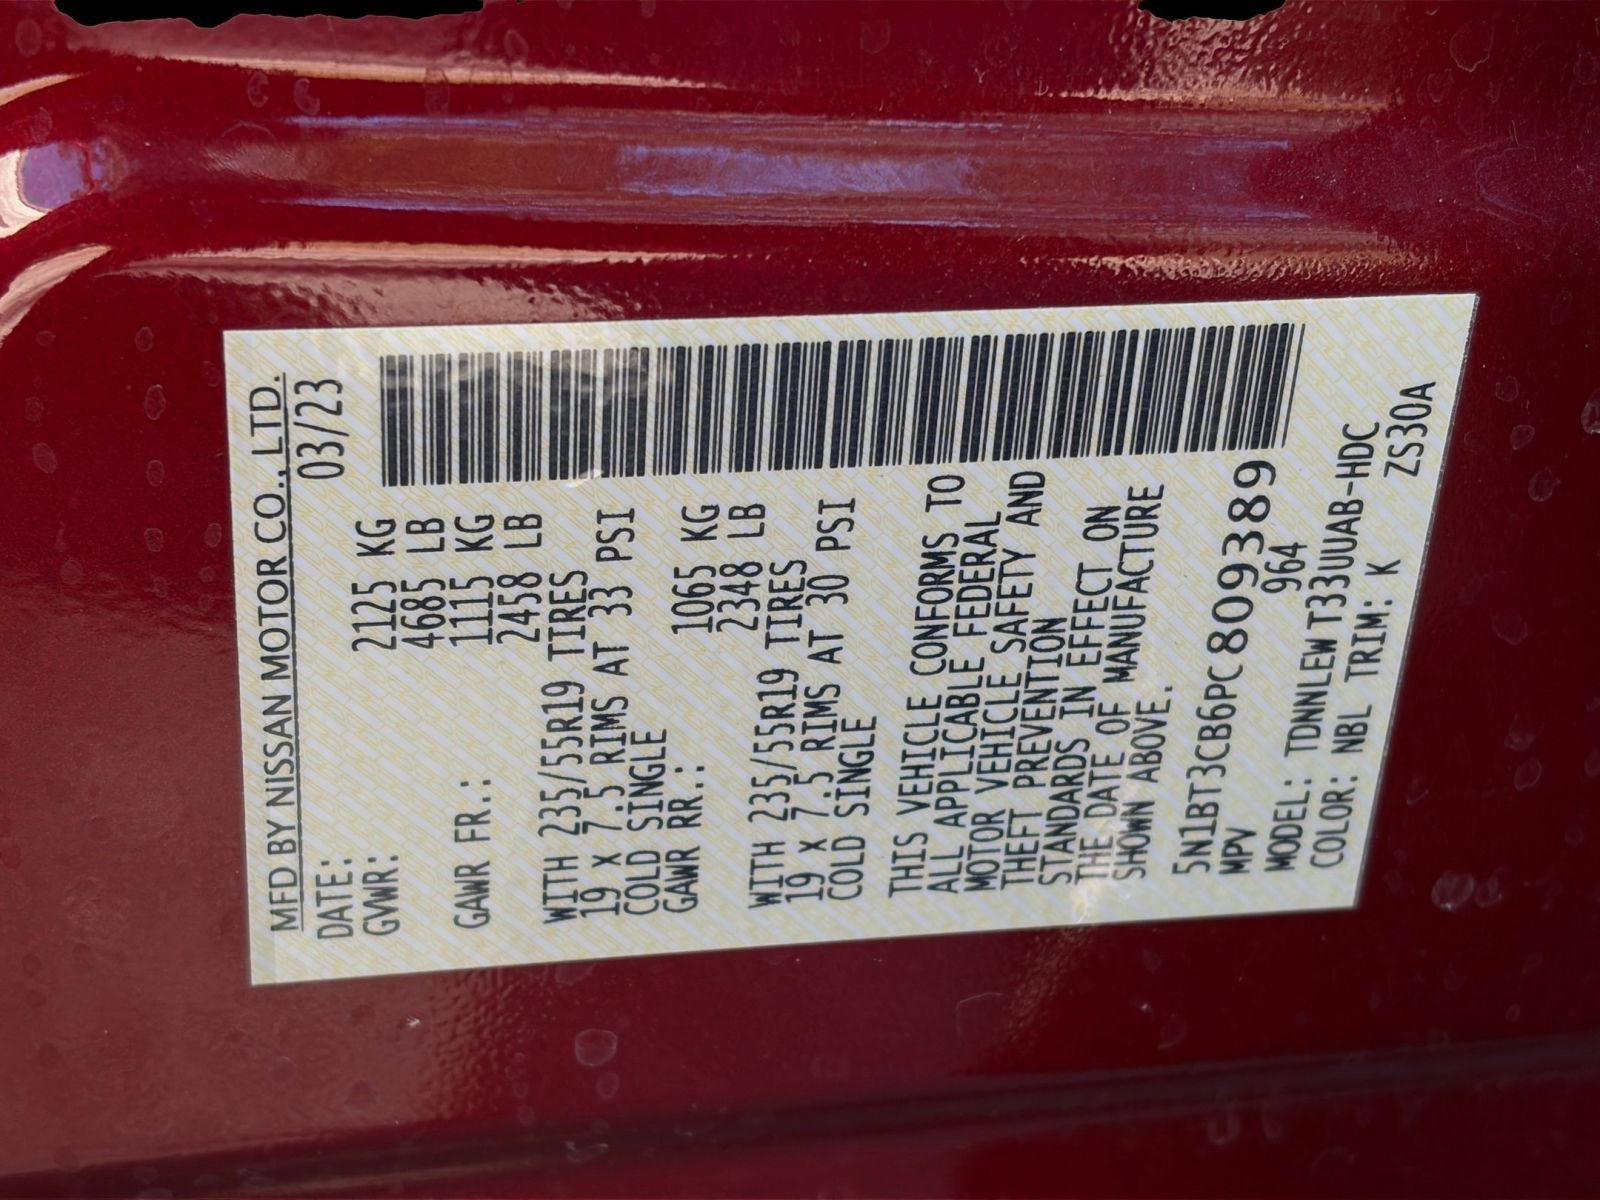 MFD BY NISSAN MOTOR CO., LTD.
DATE: 03/23
GVWR: 2125 KG
4685 LB
GAWR FR.: 1115 KG
2458 LB
WITH 235/55R19 TIRES
19 X 7.5 RIMS AT 33 PSI
COLD SINGLE
GAWR RR.: 1065 KG
2348 LB
WITH 235/55R19 TIRES
19 X 7.5 RIMS AT 30 PSI
COLD SINGLE
THIS VEHICLE CONFORMS TO
ALL APPLICABLE FEDERAL
MOTOR VEHICLE SAFETY AND
THEFT PREVENTION
STANDARDS IN EFFECT ON
THE DATE OF MANUFACTURE
SHOWN ABOVE.
5N1BT3CB6PC809389
MPV 964
MODEL: TDNNLEW T33UUAB-HDC
COLOR: NBL TRIM: K ZS30A